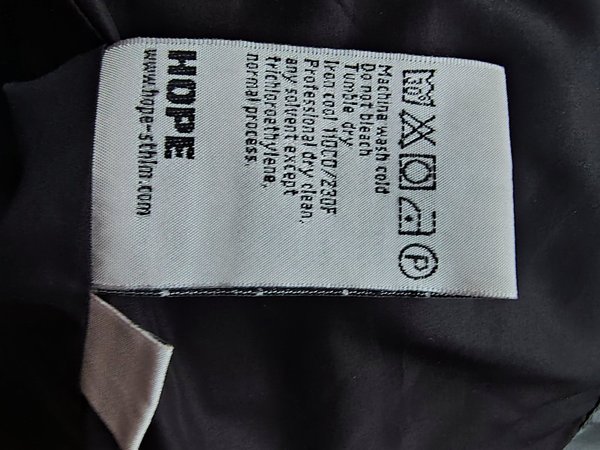 Machine wash cold
Do not bleach
Tumble dry
Iron cool 110CO/230F
Professional dry clean,
any solvent except
trichloroethylene,
normal process.
HOPE
www.hope-sthlm.com
P